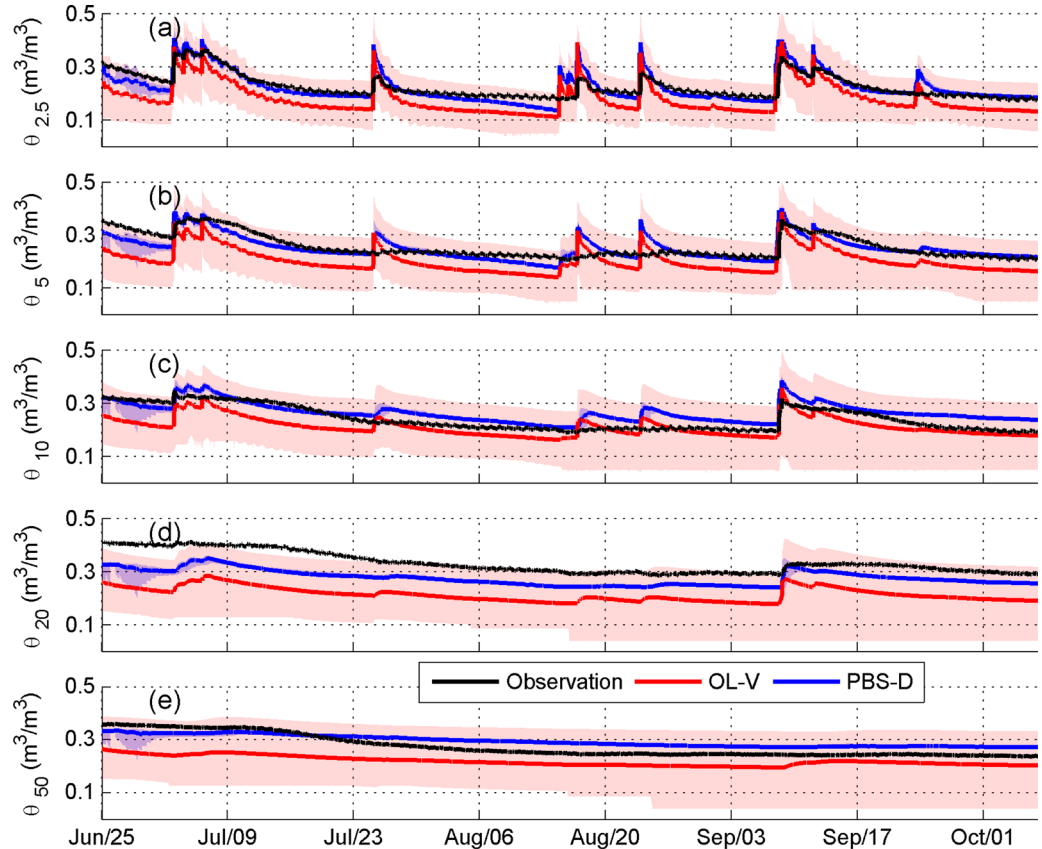 (a)
θ 2.5 (m³/m³)
0.5
0.3
0.1
(b)
θ 5 (m³/m³)
0.5
0.3
0.1
(c)
θ 10 (m³/m³)
0.5
0.3
0.1
(d)
θ 20 (m³/m³)
0.5
0.3
0.1
Observation OL-V PBS-D
(e)
θ 50 (m³/m³)
0.5
0.3
0.1
Jun/25 Jul/09 Jul/23 Aug/06 Aug/20 Sep/03 Sep/17 Oct/01